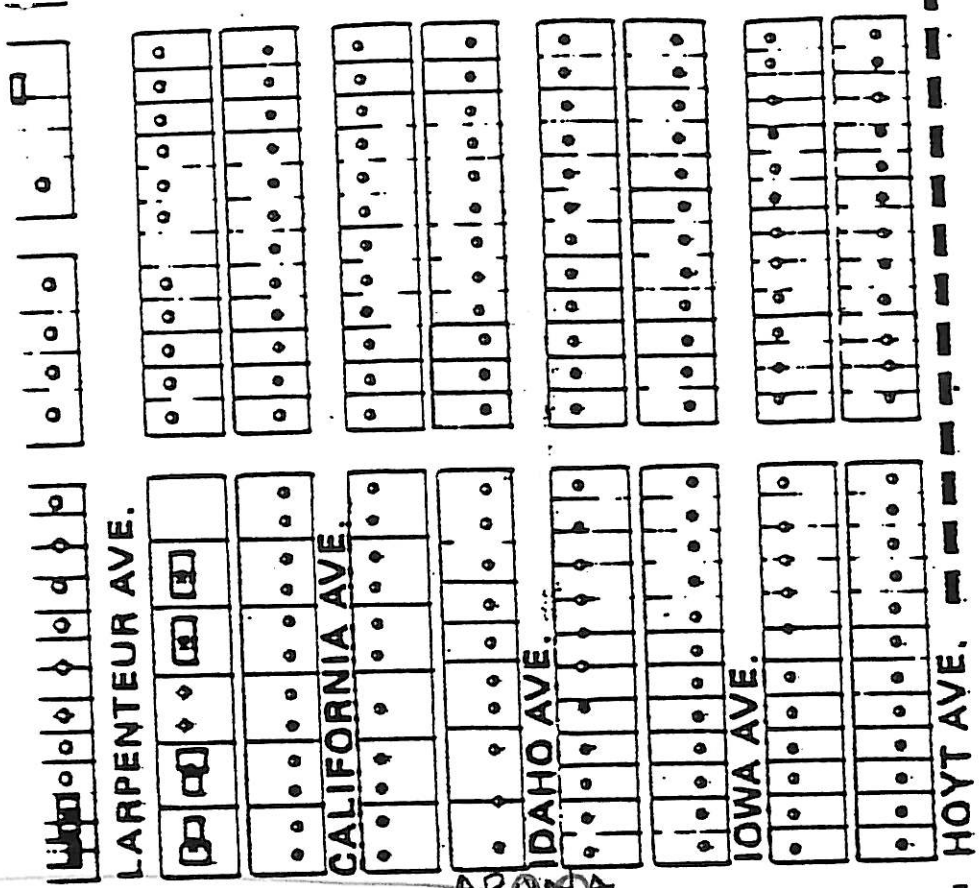 LARPENTEUR AVE.
CALIFORNIA AVE.
IDAHO AVE.
IOWA AVE.
HOYT AVE.